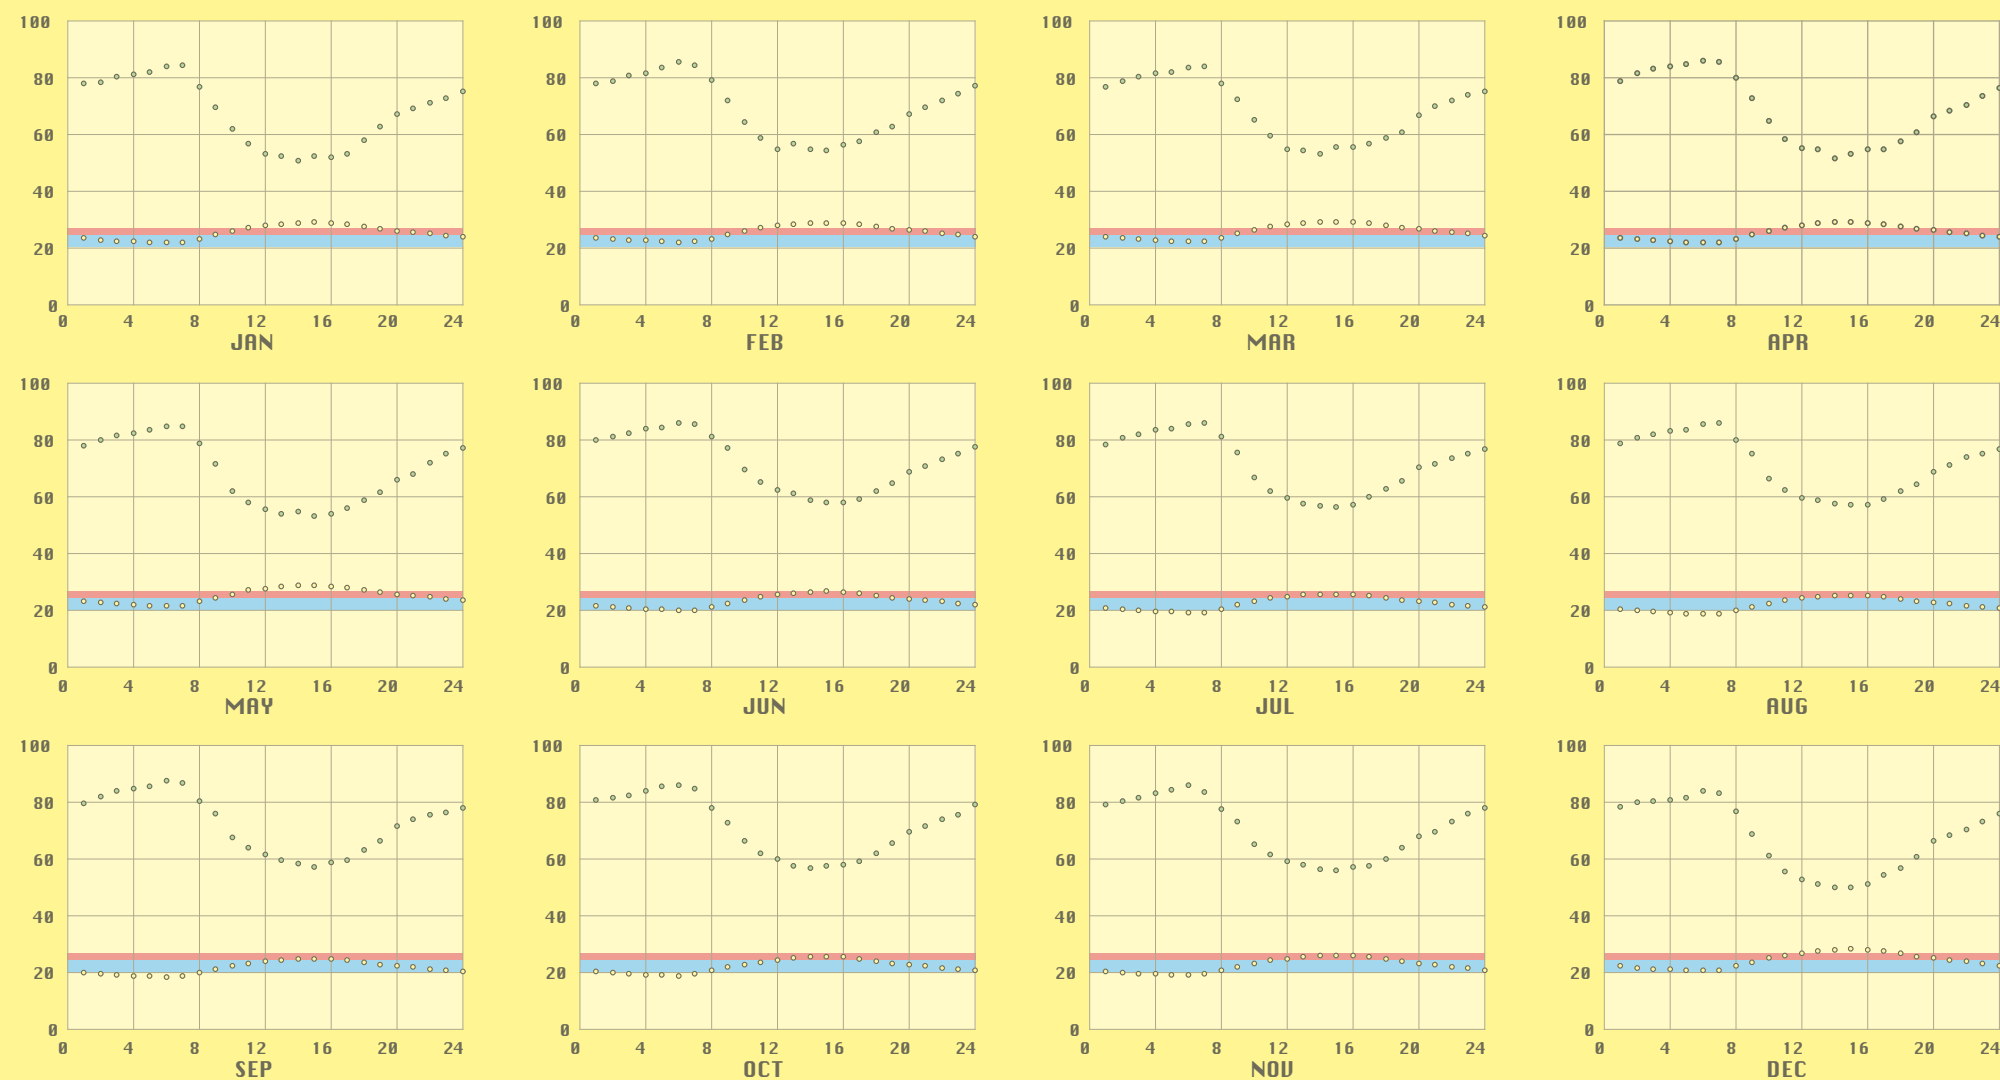 100 100 100 100
80 80 80 80
60 60 60 60
40 40 40 40
20 20 20 20
0 0 0 0
0 4 8 12 16 20 24 0 4 8 12 16 20 24 0 4 8 12 16 20 24 0 4 8 12 16 20 24
JAN FEB MAR APR
100 100 100 100
80 80 80 80
60 60 60 60
40 40 40 40
20 20 20 20
0 0 0 0
0 4 8 12 16 20 24 0 4 8 12 16 20 24 0 4 8 12 16 20 24 0 4 8 12 16 20 24
MAY JUN JUL AUG
100 100 100 100
80 80 80 80
60 60 60 60
40 40 40 40
20 20 20 20
0 0 0 0
0 4 8 12 16 20 24 0 4 8 12 16 20 24 0 4 8 12 16 20 24 0 4 8 12 16 20 24
SEP OCT NOV DEC